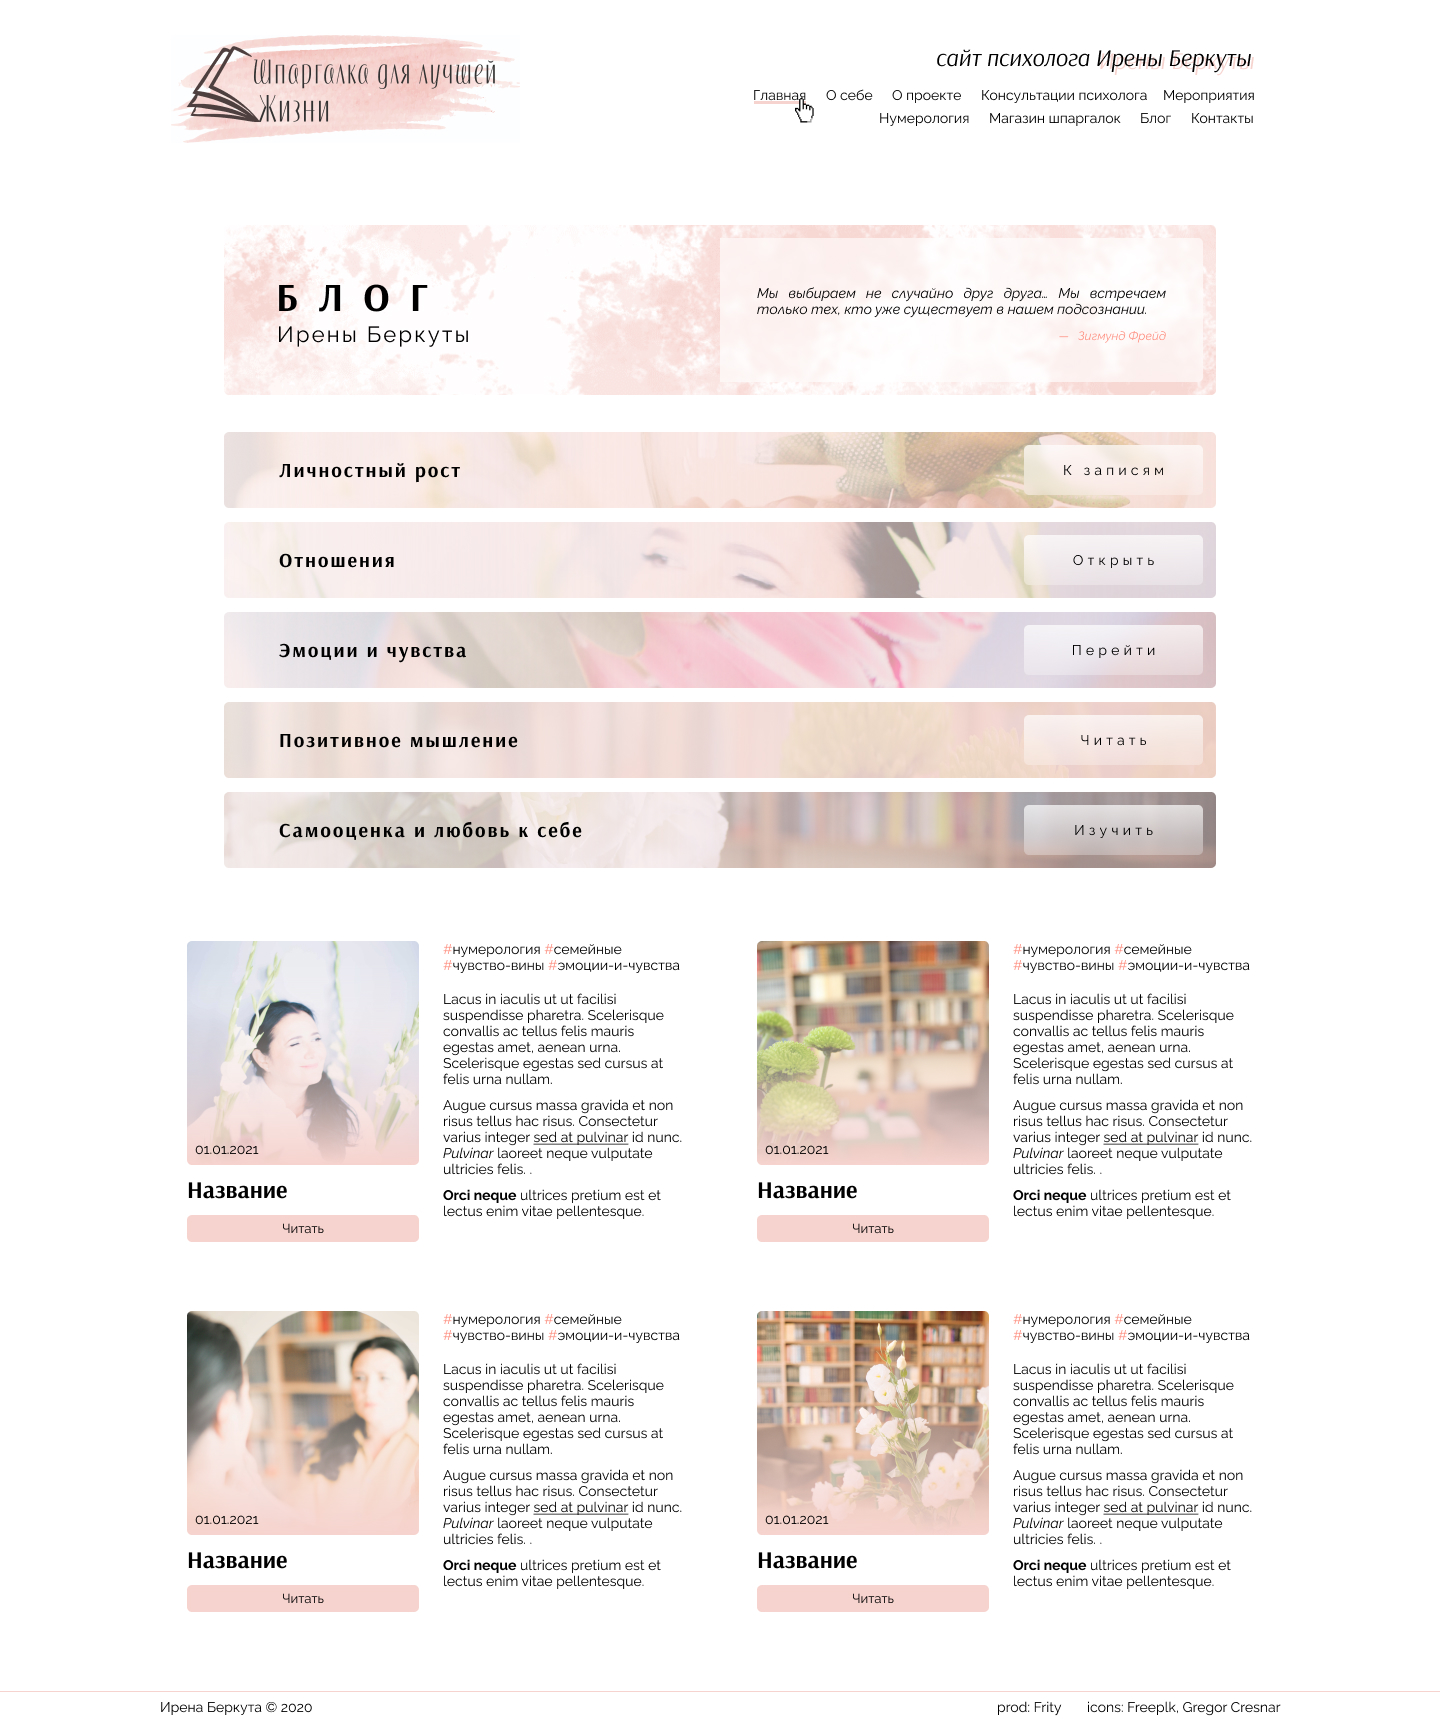 Шпаргалка для лучшей
Жизни
сайт психолога Ирены Беркуты
Главная О себе О проекте Консультации психолога Мероприятия
Нумерология Магазин шпаргалок Блог Контакты
БЛОГ
Ирены Беркуты
Мы выбираем не случайно друг друга… Мы встречаем
только тех, кто уже существует в нашем подсознании.
— Зигмунд Фрейд
Личностный рост
К записям
Отношения
Открыть
Эмоции и чувства
Перейти
Позитивное мышление
Читать
Самооценка и любовь к себе
Изучить
01.01.2021
Название
Читать
#нумерология #семейные
#чувство-вины #эмоции-и-чувства
Lacus in iaculis ut ut facilisi
suspendisse pharetra. Scelerisque
convallis ac tellus felis mauris
egestas amet, aenean urna.
Scelerisque egestas sed cursus at
felis urna nullam.
Augue cursus massa gravida et non
risus tellus hac risus. Consectetur
varius integer sed at pulvinar id nunc.
Pulvinar laoreet neque vulputate
ultricies felis. .
Orci neque ultrices pretium est et
lectus enim vitae pellentesque.
01.01.2021
Название
Читать
#нумерология #семейные
#чувство-вины #эмоции-и-чувства
Lacus in iaculis ut ut facilisi
suspendisse pharetra. Scelerisque
convallis ac tellus felis mauris
egestas amet, aenean urna.
Scelerisque egestas sed cursus at
felis urna nullam.
Augue cursus massa gravida et non
risus tellus hac risus. Consectetur
varius integer sed at pulvinar id nunc.
Pulvinar laoreet neque vulputate
ultricies felis. .
Orci neque ultrices pretium est et
lectus enim vitae pellentesque.
01.01.2021
Название
Читать
#нумерология #семейные
#чувство-вины #эмоции-и-чувства
Lacus in iaculis ut ut facilisi
suspendisse pharetra. Scelerisque
convallis ac tellus felis mauris
egestas amet, aenean urna.
Scelerisque egestas sed cursus at
felis urna nullam.
Augue cursus massa gravida et non
risus tellus hac risus. Consectetur
varius integer sed at pulvinar id nunc.
Pulvinar laoreet neque vulputate
ultricies felis. .
Orci neque ultrices pretium est et
lectus enim vitae pellentesque.
01.01.2021
Название
Читать
#нумерология #семейные
#чувство-вины #эмоции-и-чувства
Lacus in iaculis ut ut facilisi
suspendisse pharetra. Scelerisque
convallis ac tellus felis mauris
egestas amet, aenean urna.
Scelerisque egestas sed cursus at
felis urna nullam.
Augue cursus massa gravida et non
risus tellus hac risus. Consectetur
varius integer sed at pulvinar id nunc.
Pulvinar laoreet neque vulputate
ultricies felis. .
Orci neque ultrices pretium est et
lectus enim vitae pellentesque.
Ирена Беркута © 2020
prod: Frity icons: Freeplk, Gregor Cresnar